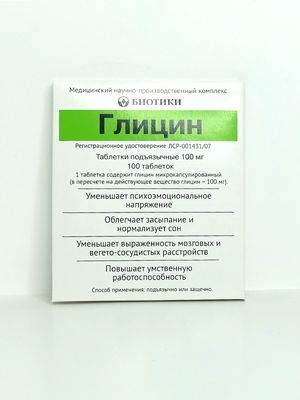 Медицинский научно-производственный комплекс
БИОТИКИ
Глицин
Регистрационное удостоверение ЛСР-001431/07
Таблетки подъязычные 100 мг
100 таблеток
1 таблетка содержит глицин микрокапсулированный
(в пересчете на действующее вещество глицин – 100 мг).
Уменьшает психоэмоциональное
напряжение
Облегчает засыпание и
нормализует сон
Уменьшает выраженность мозговых и
вегето-сосудистых расстройств
Повышает умственную
работоспособность
Способ применения: подъязычно или защечно.